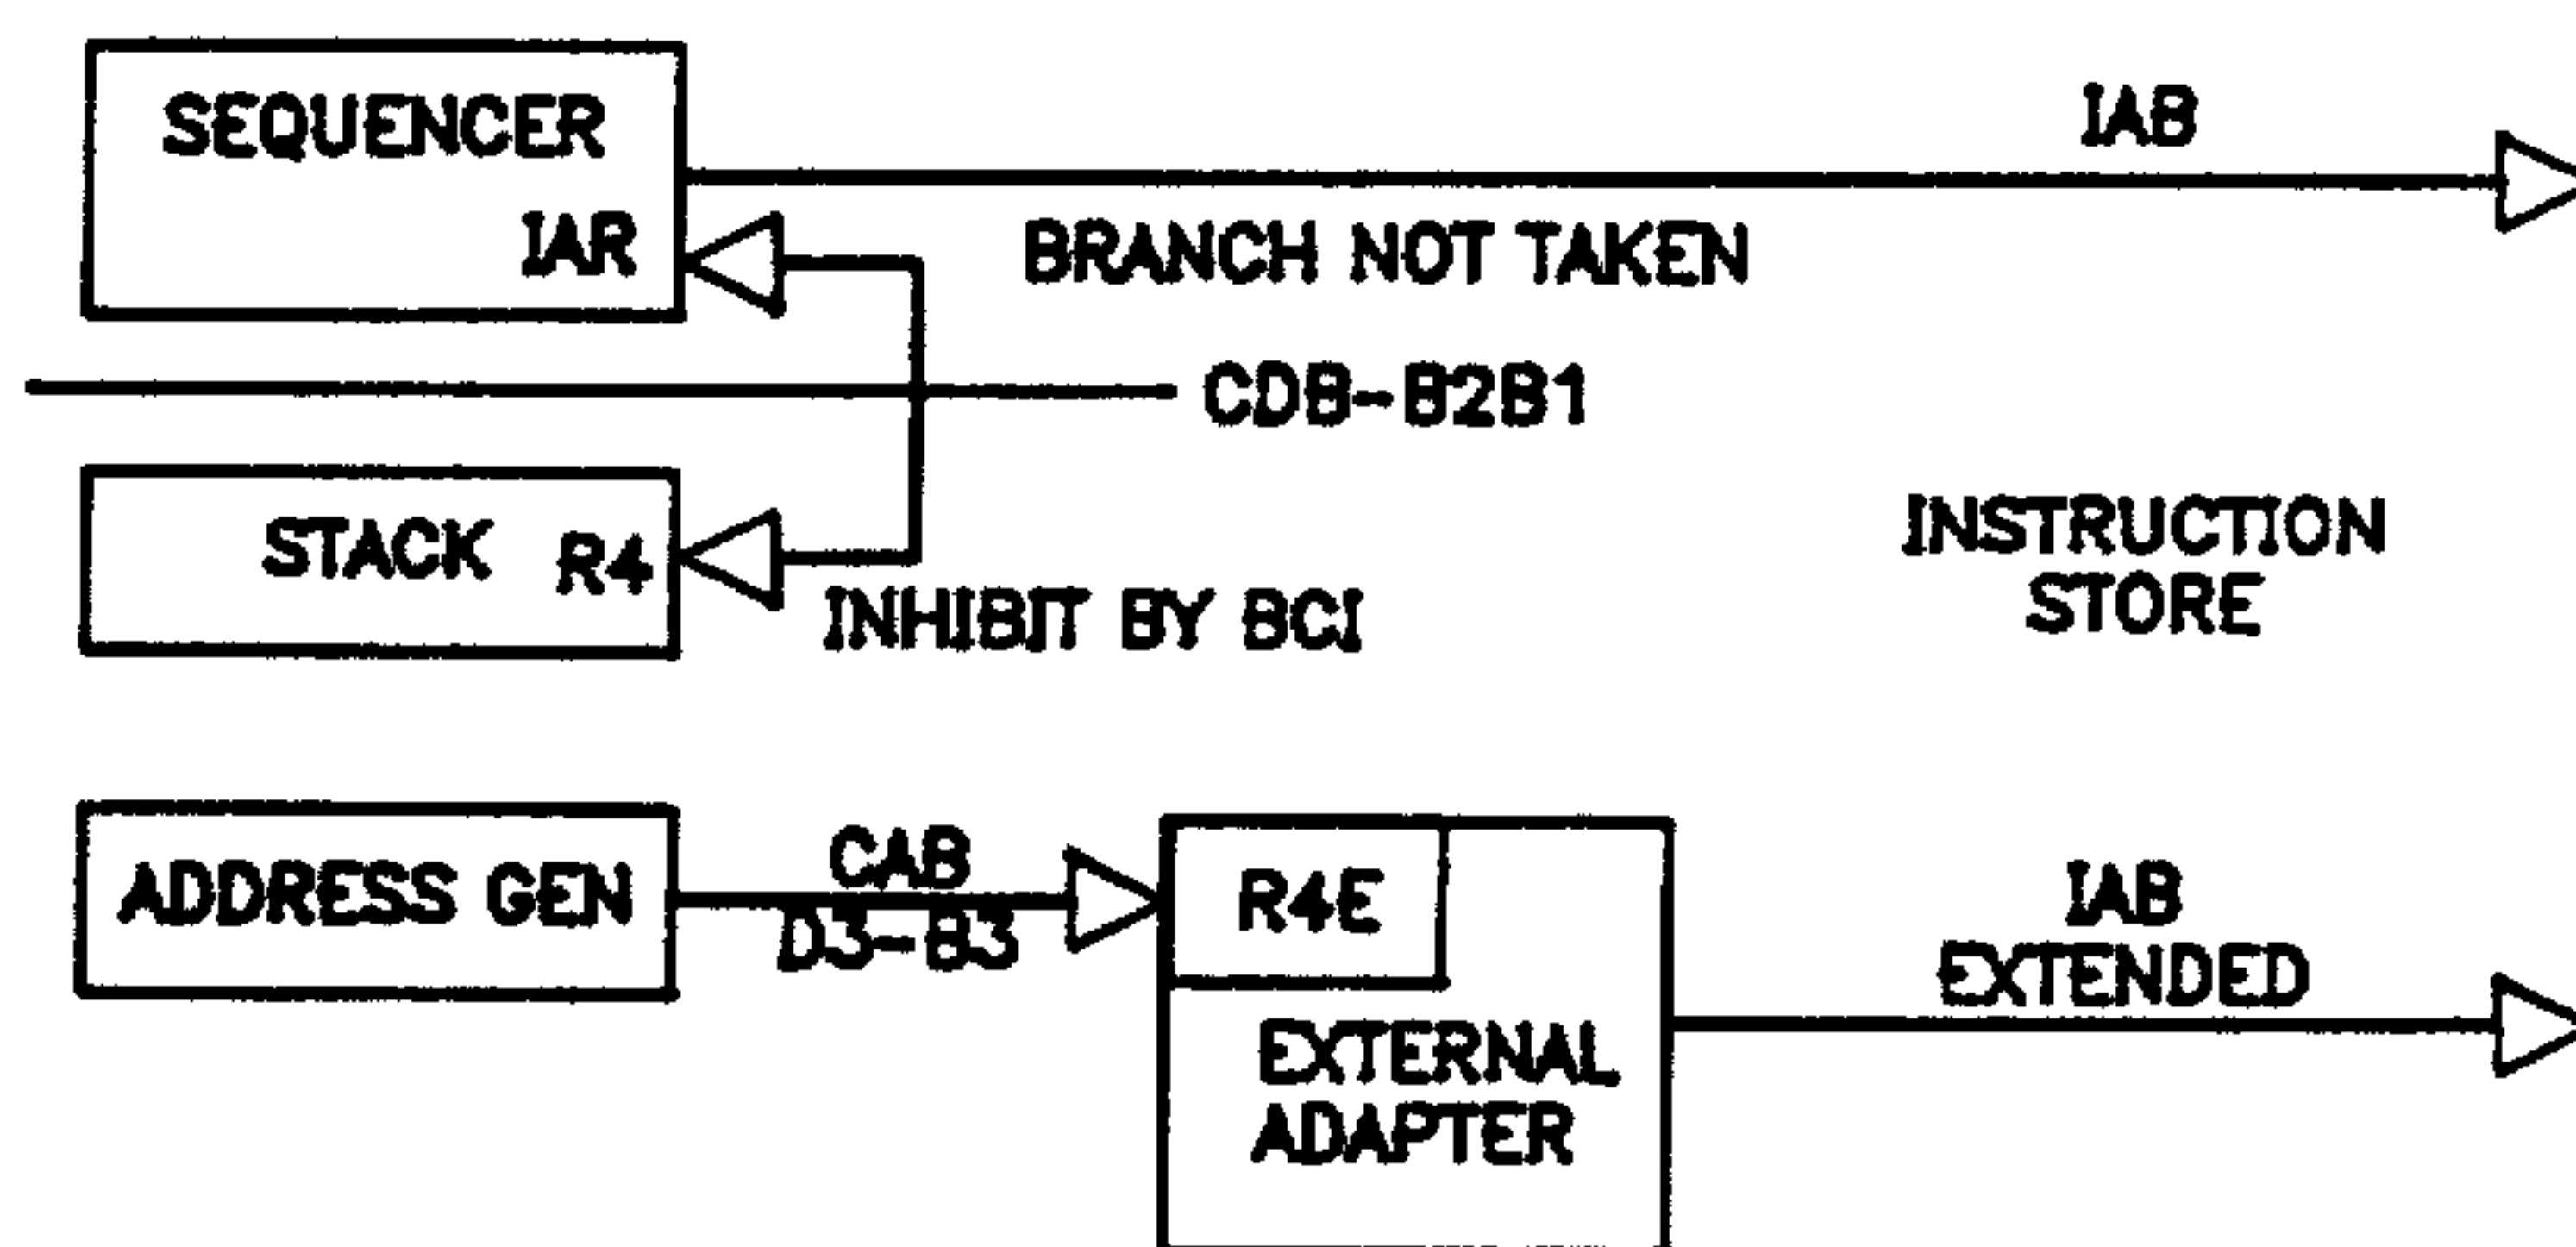 SEQUENCER
IAR
IAB
BRANCH NOT TAKEN
CDB-B2B1
STACK R4
INHIBIT BY BCI
INSTRUCTION
STORE
ADDRESS GEN
CAB
D3-B3
R4E
EXTERNAL
ADAPTER
IAB
EXTENDED